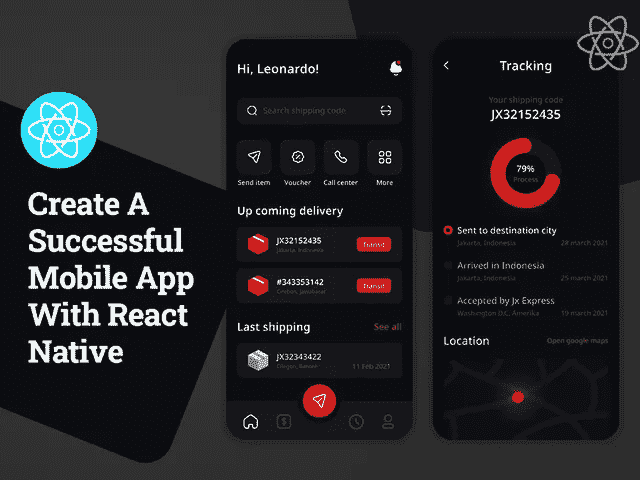 Create A
Successful
Mobile App
With React
Native
Hi, Leonardo!
Search shipping code
Send item
Voucher
Call center
More
Up coming delivery
JX32152435
Jakarta, Indonesia
Transit
#343353142
Transit
Last shipping
See all
JX32343422
11 Feb 2021
Tracking
Your shipping code
JX32152435
79%
Process
Sent to destination city
Jakarta, Indonesia
28 march 2021
Arrived in Indonesia
Jakarta, Indonesia
25 march 2021
Accepted by Jx Express
Washington D.C, Amerika
19 march 2021
Location
Open google maps